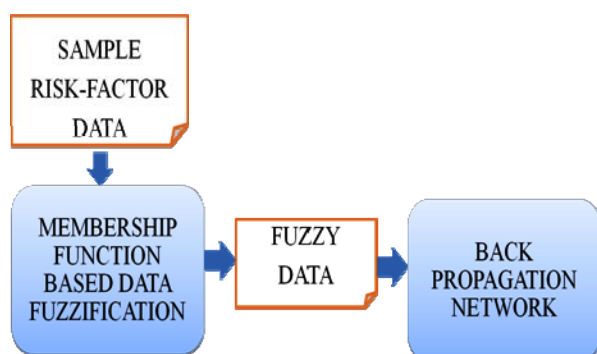 SAMPLE
RISK-FACTOR
DATA
MEMBERSHIP
FUNCTION
BASED DATA
FUZZIFICATION
FUZZY
DATA
BACK
PROPAGATION
NETWORK